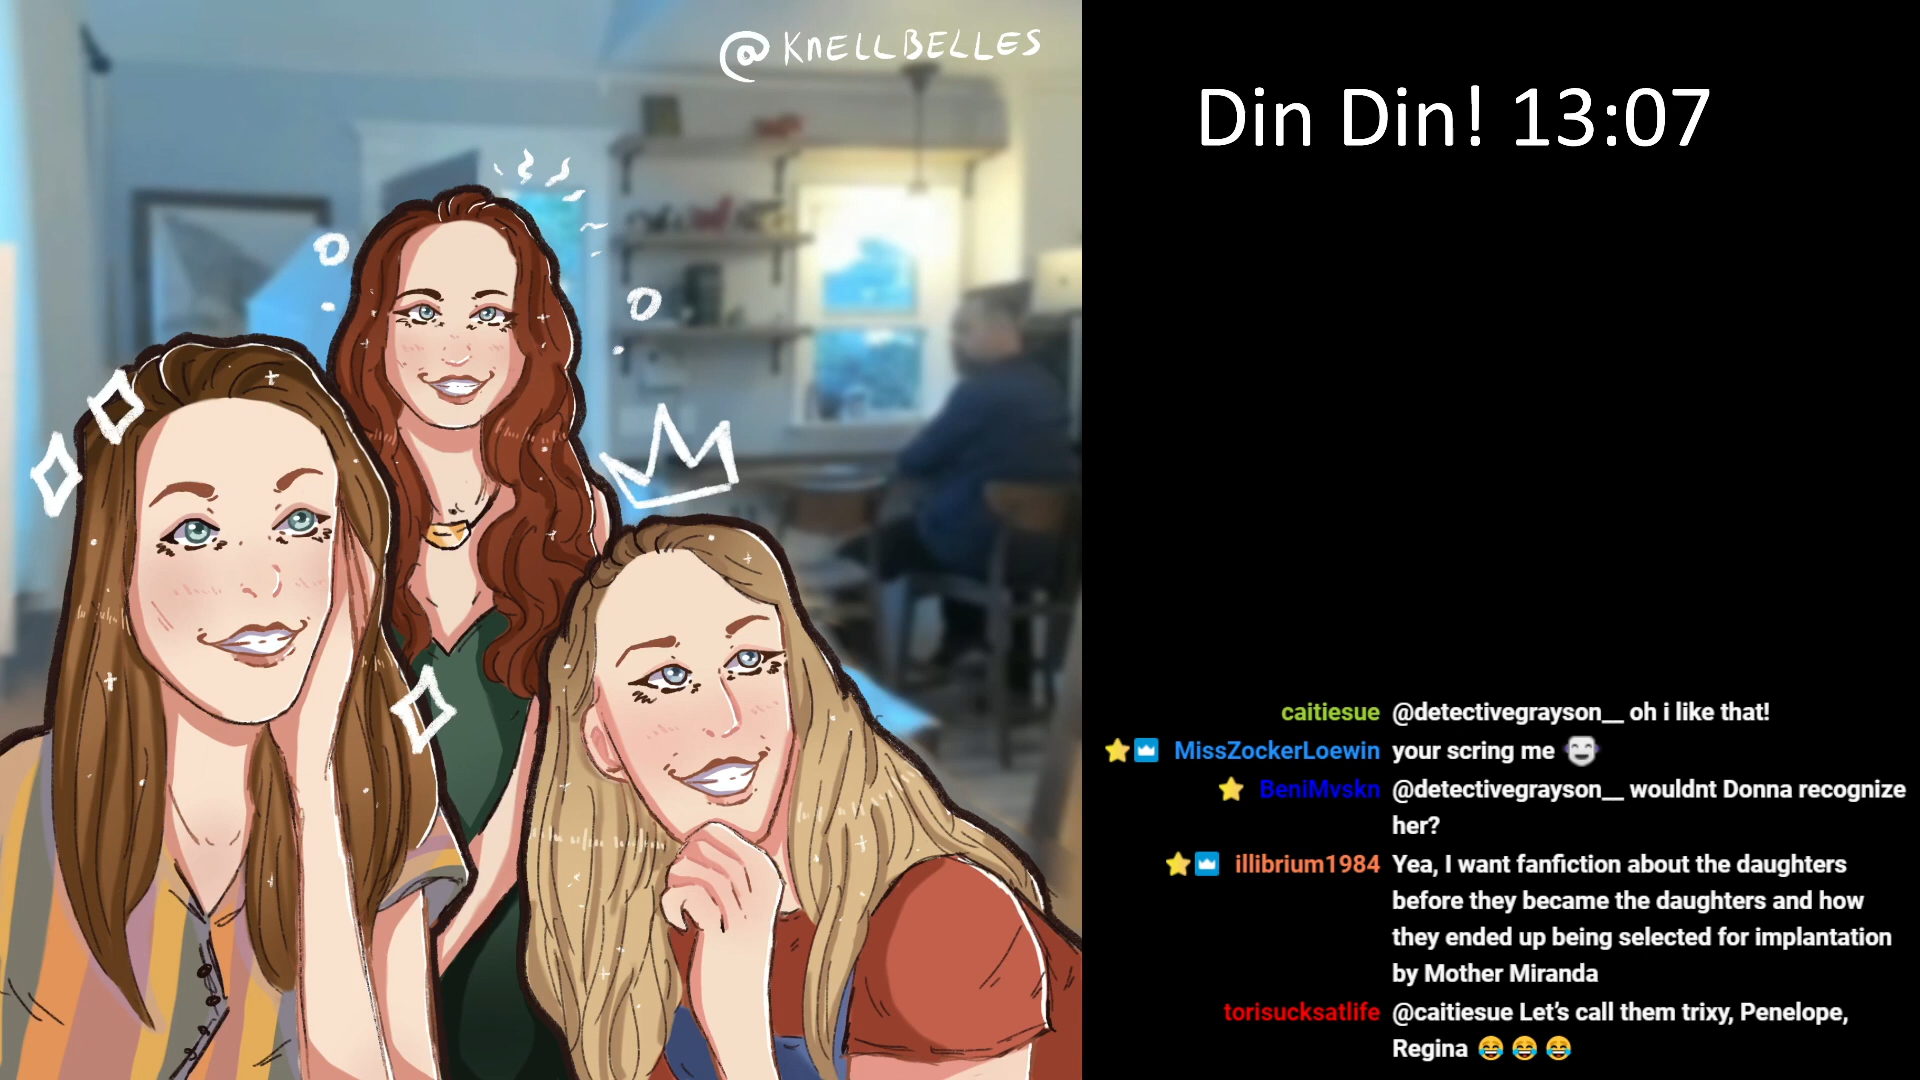 @KNELLBELLES
Din Din! 13:07
caitiesue @detectivegrayson__ oh i like that!
MissZockerLoewin your scring me
BeniMvskn @detectivegrayson__ wouldnt Donna recognize
her?
illibrium1984 Yea, I want fanfiction about the daughters
before they became the daughters and how
they ended up being selected for implantation
by Mother Miranda
torisucksatlife @caitiesue Let’s call them trixy, Penelope,
Regina 😂 😂 😂